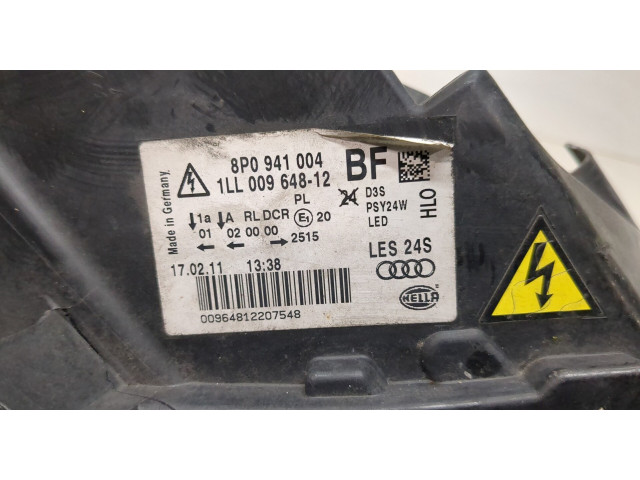 Made in Germany
8P0 941 004
BF
1LL 009 648-12
PL
24
D3S
PSY24W
LED
HLO
1a A RL DCR E1 20
01 02 00 00 2515
LES 24S
17.02.11 13:38
00964812207548
HELLA